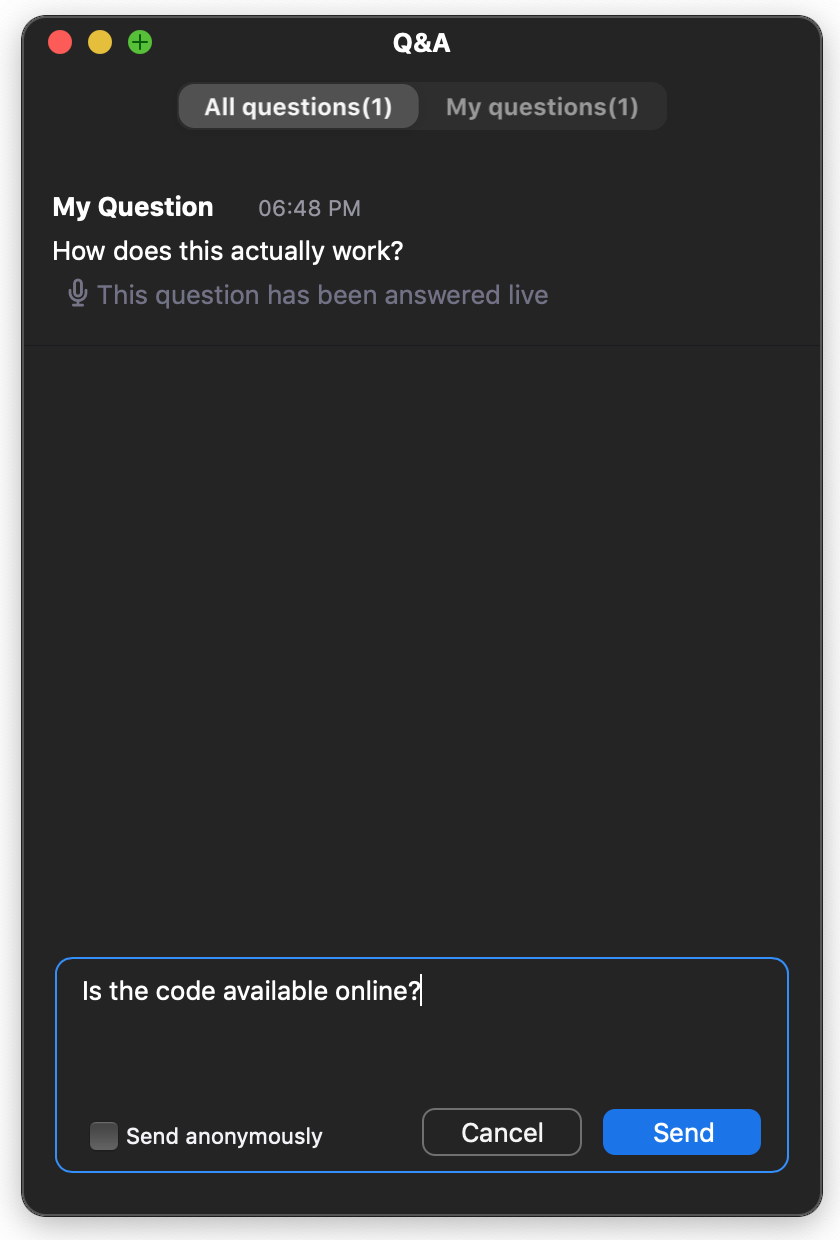 Q&A
All questions(1) My questions(1)
My Question 06:48 PM
How does this actually work?
This question has been answered live
Is the code available online?
Send anonymously Cancel Send